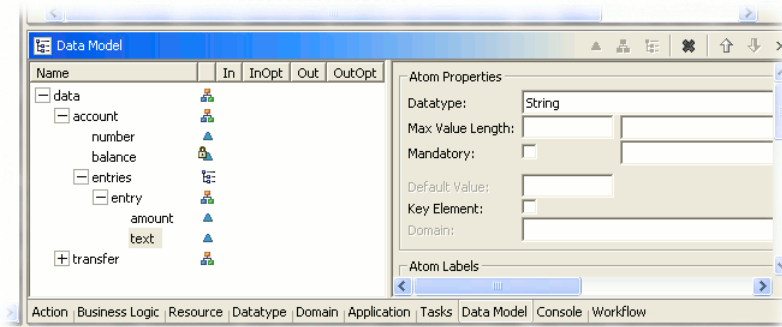 Data Model
Name In InOpt Out OutOpt
data
account
number
balance
entries
entry
amount
text
transfer
Atom Properties
Datatype: String
Max Value Length:
Mandatory:
Default Value:
Key Element:
Domain:
Atom Labels
Action Business Logic Resource Datatype Domain Application Tasks Data Model Console Workflow